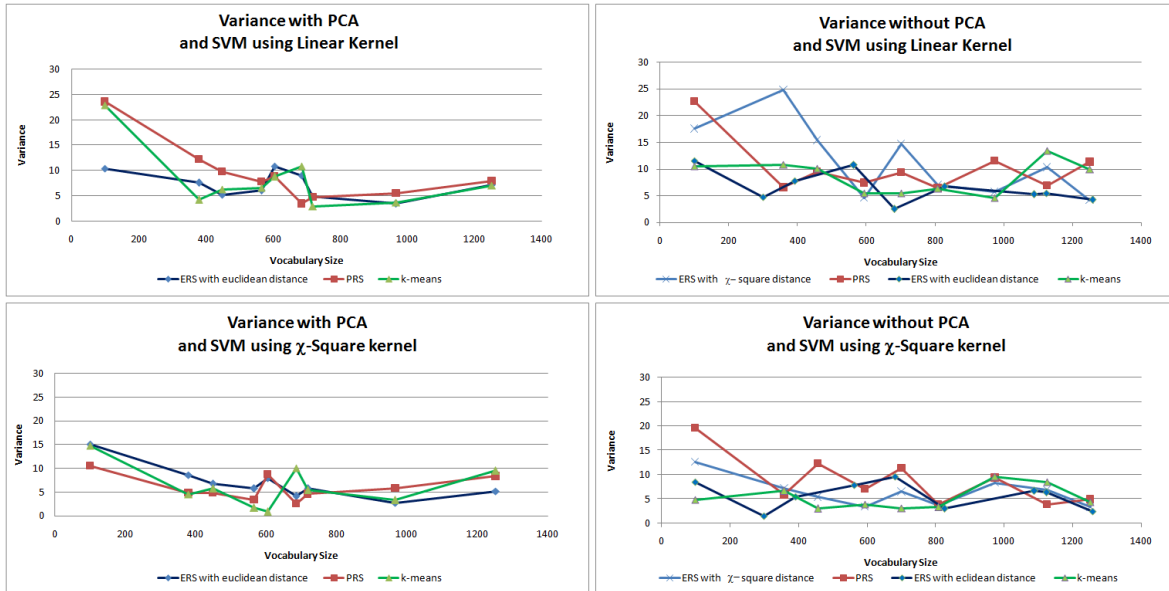 Variance with PCA
and SVM using Linear Kernel
30
25
20
15
10
5
0
Variance
0 200 400 600 800 1000 1200 1400
Vocabulary Size
ERS with euclidean distance PRS k-means
Variance without PCA
and SVM using Linear Kernel
30
25
20
15
10
5
0
Variance
0 200 400 600 800 1000 1200 1400
Vocabulary Size
ERS with χ-square distance PRS ERS with euclidean distance k-means
Variance with PCA
and SVM using χ-Square kernel
30
25
20
15
10
5
0
Variance
0 200 400 600 800 1000 1200 1400
Vocabulary Size
ERS with euclidean distance PRS k-means
Variance without PCA
and SVM using χ-Square kernel
30
25
20
15
10
5
0
Variance
0 200 400 600 800 1000 1200 1400
Vocabulary Size
ERS with χ-square distance PRS ERS with eclidean distance k-means